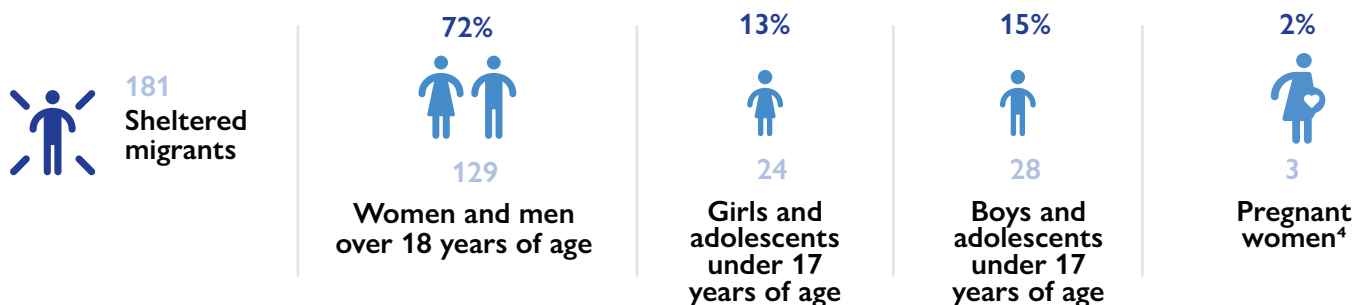 181
Sheltered
migrants
72%
129
Women and men
over 18 years of age
13%
24
Girls and
adolescents
under 17
years of age
15%
28
Boys and
adolescents
under 17
years of age
2%
3
Pregnant
women⁴